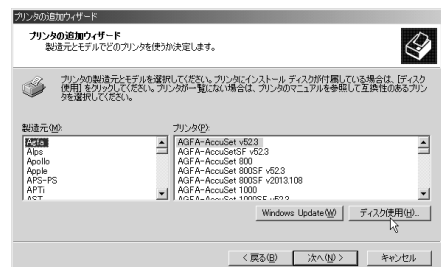 プリンタの追加ウィザード
プリンタの追加ウィザード
製造元とモデルでどのプリンタを使うか決定します。
プリンタの製造元とモデルを選択してください。プリンタにインストール ディスクが付属している場合は、[ディスク
使用] をクリックしてください。プリンタが一覧にない場合は、プリンタのマニュアルを参照して互換性のあるプリン
タを選択してください。
製造元(M):
プリンタ(P):
Agfa
Alps
Apollo
Apple
APS-PS
APTi
AST
AGFA-AccuSet v52.3
AGFA-AccuSetSF v52.3
AGFA-AccuSet 800
AGFA-AccuSet 800SF v52.3
AGFA-AccuSet 800SF v2013.108
AGFA-AccuSet 1000
AGFA-AccuSet 1000SF v52.3
Windows Update(W)
ディスク使用(H)...
< 戻る(B)
次へ(N) >
キャンセル